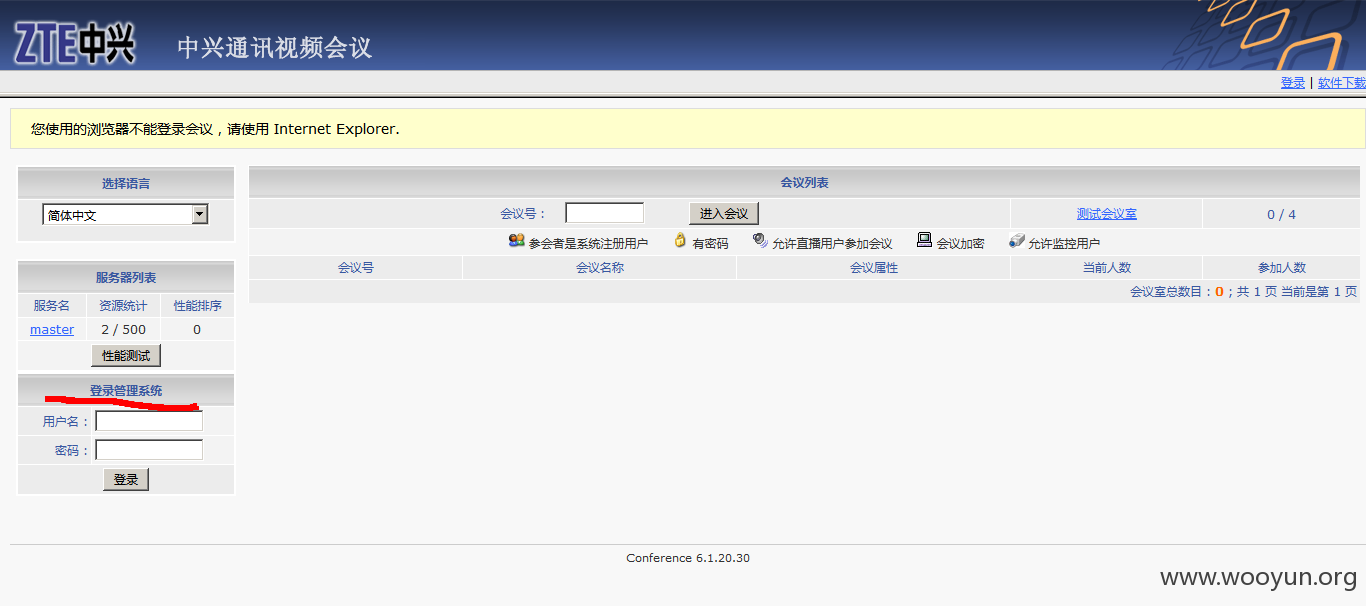 ZTE中兴 中兴通讯视频会议
登录 | 软件下载
您使用的浏览器不能登录会议，请使用 Internet Explorer.
选择语言
简体中文
服务器列表
服务名 资源统计 性能排序
master 2 / 500 0
性能测试
登录管理系统
用户名：
密码：
登录
会议列表
会议号： 进入会议 测试会议室 0 / 4
参会者是系统注册用户 有密码 允许直播用户参加会议 会议加密 允许监控用户
会议号 会议名称 会议属性 当前人数 参加人数
会议室总数目：0；共 1 页 当前是第 1 页
Conference 6.1.20.30
www.wooyun.org